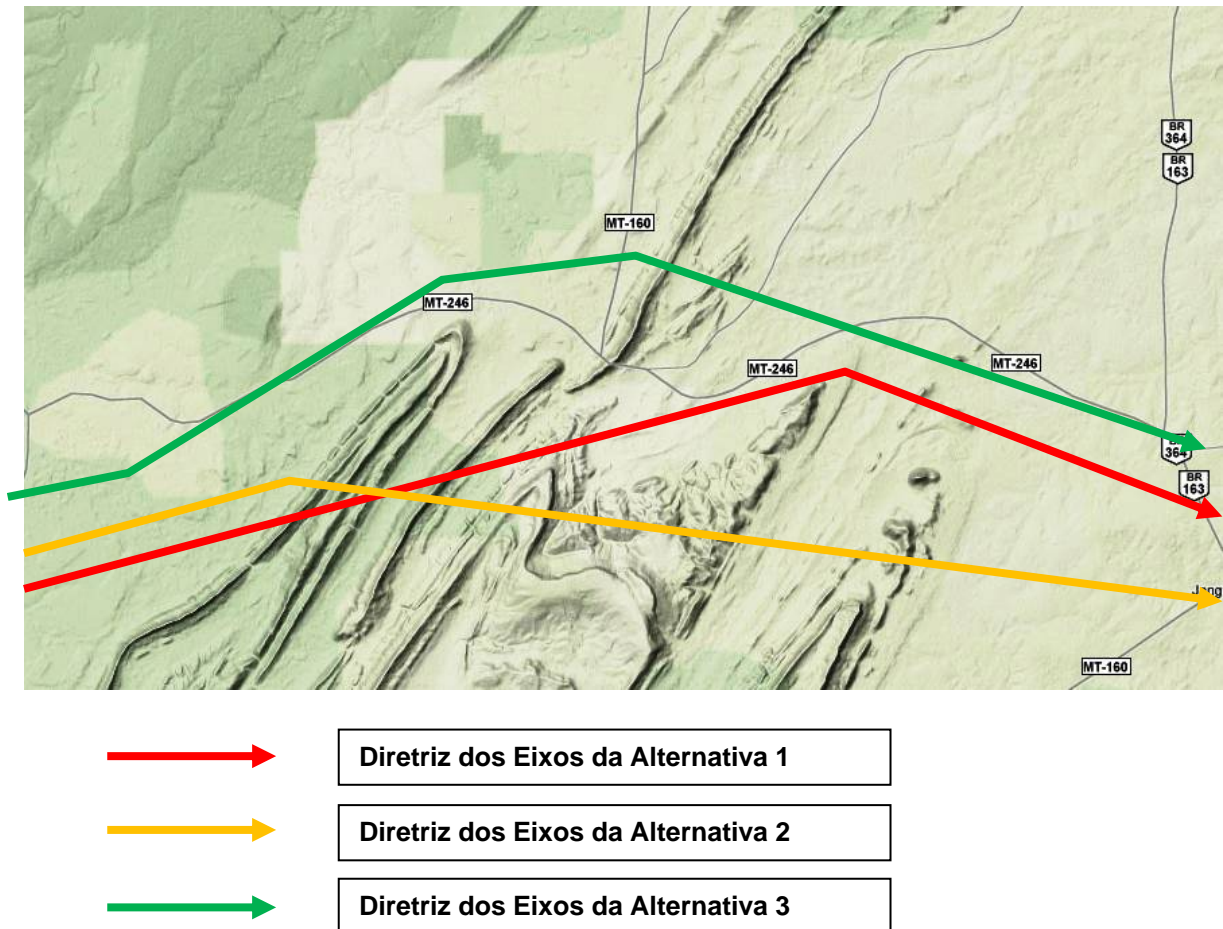 BR
364
BR
163
MT-160
MT-246
MT-246
MT-246
364
BR
163
MT-160
Diretriz dos Eixos da Alternativa 1
Diretriz dos Eixos da Alternativa 2
Diretriz dos Eixos da Alternativa 3